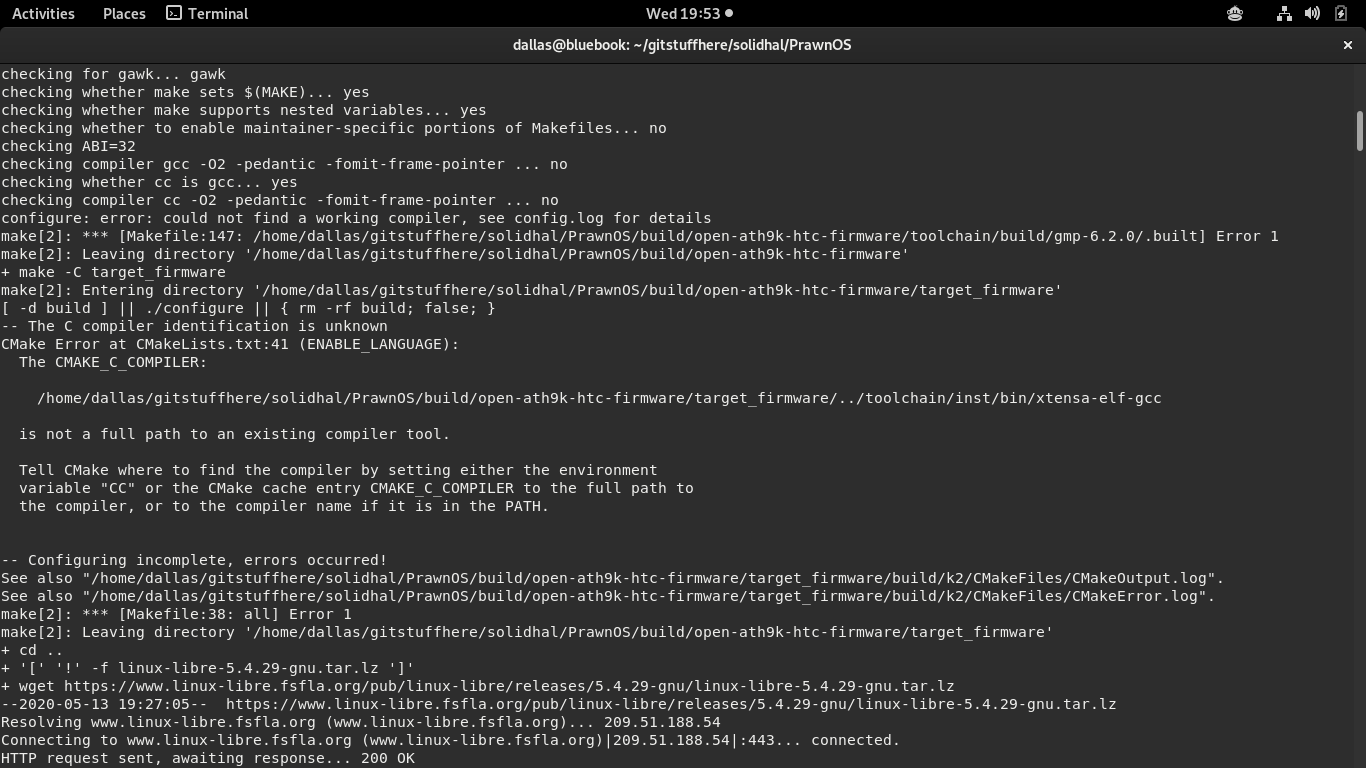 Activities Places Terminal Wed 19:53
dallas@bluebook: ~/gitstuffhere/solidhal/PrawnOS
checking for gawk... gawk
checking whether make sets $(MAKE)... yes
checking whether make supports nested variables... yes
checking whether to enable maintainer-specific portions of Makefiles... no
checking ABI=32
checking compiler gcc -O2 -pedantic -fomit-frame-pointer ... no
checking whether cc is gcc... yes
checking compiler cc -O2 -pedantic -fomit-frame-pointer ... no
configure: error: could not find a working compiler, see config.log for details
make[2]: *** [Makefile:147: /home/dallas/gitstuffhere/solidhal/PrawnOS/build/open-ath9k-htc-firmware/toolchain/build/gmp-6.2.0/.built] Error 1
make[2]: Leaving directory '/home/dallas/gitstuffhere/solidhal/PrawnOS/build/open-ath9k-htc-firmware'
+ make -C target_firmware
make[2]: Entering directory '/home/dallas/gitstuffhere/solidhal/PrawnOS/build/open-ath9k-htc-firmware/target_firmware'
[ -d build ] || ./configure || { rm -rf build; false; }
-- The C compiler identification is unknown
CMake Error at CMakeLists.txt:41 (ENABLE_LANGUAGE):
  The CMAKE_C_COMPILER:
    /home/dallas/gitstuffhere/solidhal/PrawnOS/build/open-ath9k-htc-firmware/target_firmware/../toolchain/inst/bin/xtensa-elf-gcc
  is not a full path to an existing compiler tool.
  Tell CMake where to find the compiler by setting either the environment
  variable "CC" or the CMake cache entry CMAKE_C_COMPILER to the full path to
  the compiler, or to the compiler name if it is in the PATH.
-- Configuring incomplete, errors occurred!
See also "/home/dallas/gitstuffhere/solidhal/PrawnOS/build/open-ath9k-htc-firmware/target_firmware/build/k2/CMakeFiles/CMakeOutput.log".
See also "/home/dallas/gitstuffhere/solidhal/PrawnOS/build/open-ath9k-htc-firmware/target_firmware/build/k2/CMakeFiles/CMakeError.log".
make[2]: *** [Makefile:38: all] Error 1
make[2]: Leaving directory '/home/dallas/gitstuffhere/solidhal/PrawnOS/build/open-ath9k-htc-firmware/target_firmware'
+ cd ..
+ '[' '!' -f linux-libre-5.4.29-gnu.tar.lz ']'
+ wget https://www.linux-libre.fsfla.org/pub/linux-libre/releases/5.4.29-gnu/linux-libre-5.4.29-gnu.tar.lz
--2020-05-13 19:27:05--  https://www.linux-libre.fsfla.org/pub/linux-libre/releases/5.4.29-gnu/linux-libre-5.4.29-gnu.tar.lz
Resolving www.linux-libre.fsfla.org (www.linux-libre.fsfla.org)... 209.51.188.54
Connecting to www.linux-libre.fsfla.org (www.linux-libre.fsfla.org)|209.51.188.54|:443... connected.
HTTP request sent, awaiting response... 200 OK